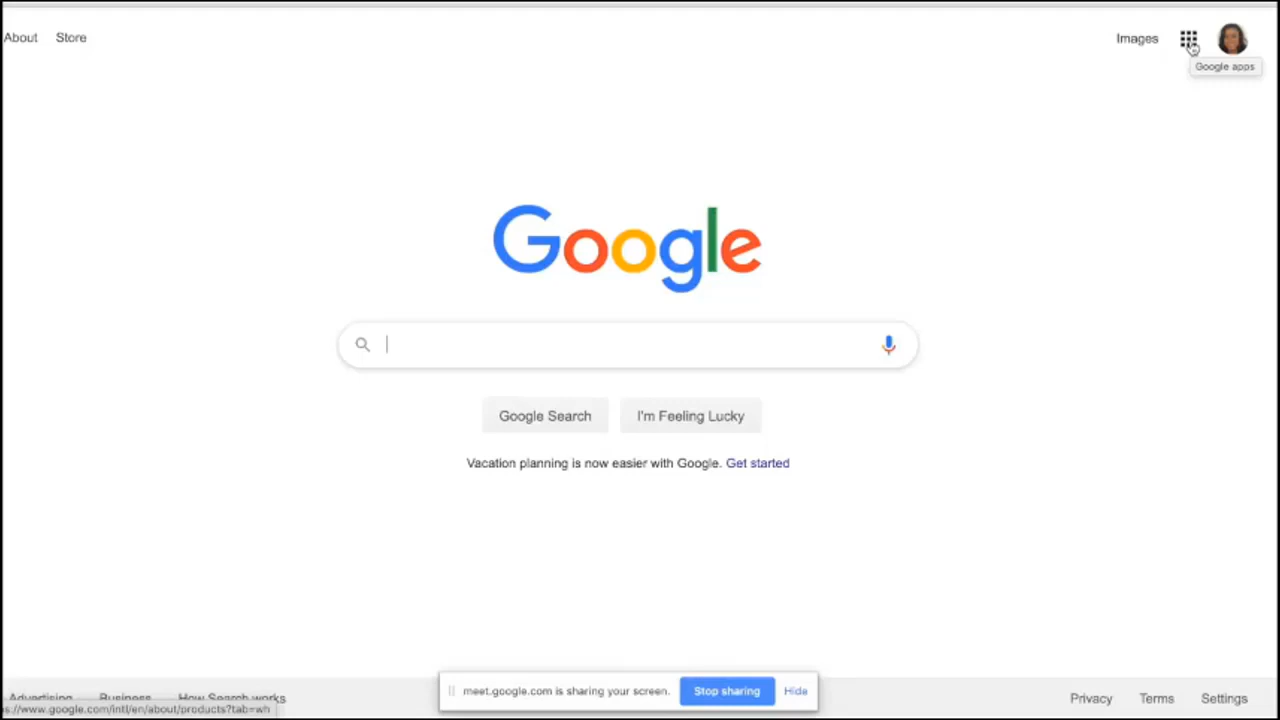 About Store Images
Google apps
Google
Google Search I'm Feeling Lucky
Vacation planning is now easier with Google. Get started
meet.google.com is sharing your screen. Stop sharing Hide
Advertising Business How Search works Privacy Terms Settings
ps://www.google.com/intl/en/about/products?tab=wh